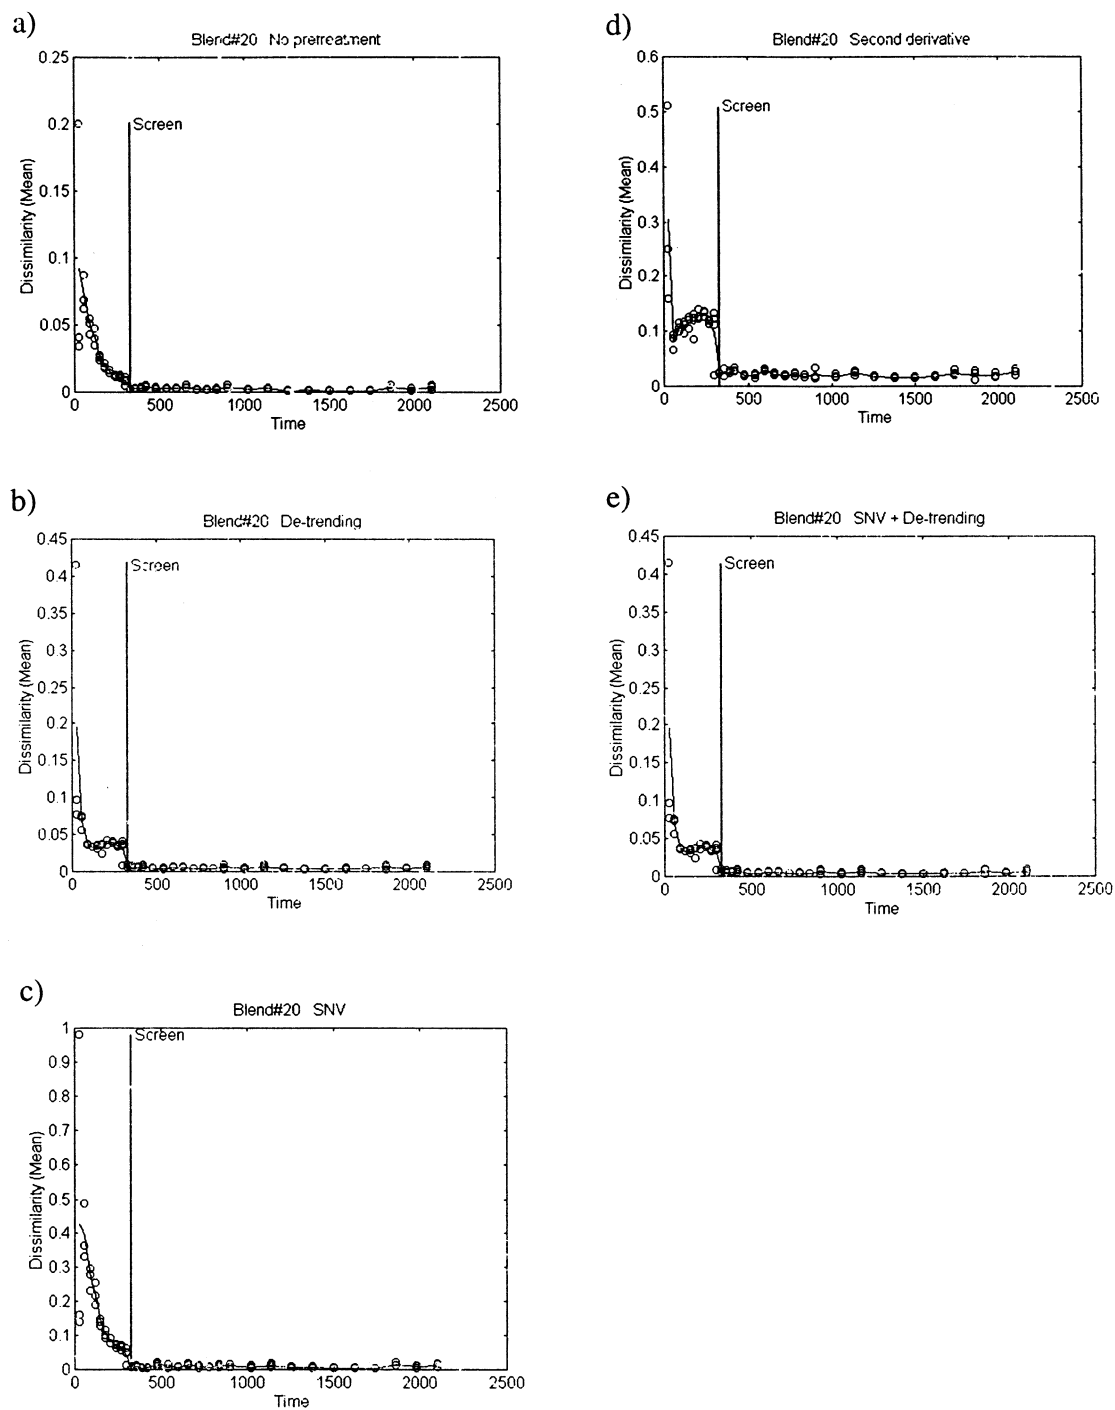 a)
Blend#20 No pretreatment
0.25
0.2
0.15
0.1
0.05
0
Dissimilarity (Mean)
Screen
0 500 1000 1500 2000 2500
Time
b)
Blend#20 De-trending
0.45
0.4
0.35
0.3
0.25
0.2
0.15
0.1
0.05
0
Dissimilarity (Mean)
Screen
0 500 1000 1500 2000 2500
Time
c)
Blend#20 SNV
1
0.9
0.8
0.7
0.6
0.5
0.4
0.3
0.2
0.1
0
Dissimilarity (Mean)
Screen
0 500 1000 1500 2000 2500
Time
d)
Blend#20 Second derivative
0.6
0.5
0.4
0.3
0.2
0.1
0
Dissimilarity (Mean)
Screen
0 500 1000 1500 2000 2500
Time
e)
Blend#20 SNV + De-trending
0.45
0.4
0.35
0.3
0.25
0.2
0.15
0.1
0.05
0
Dissimilarity (Mean)
Screen
0 500 1000 1500 2000 2500
Time